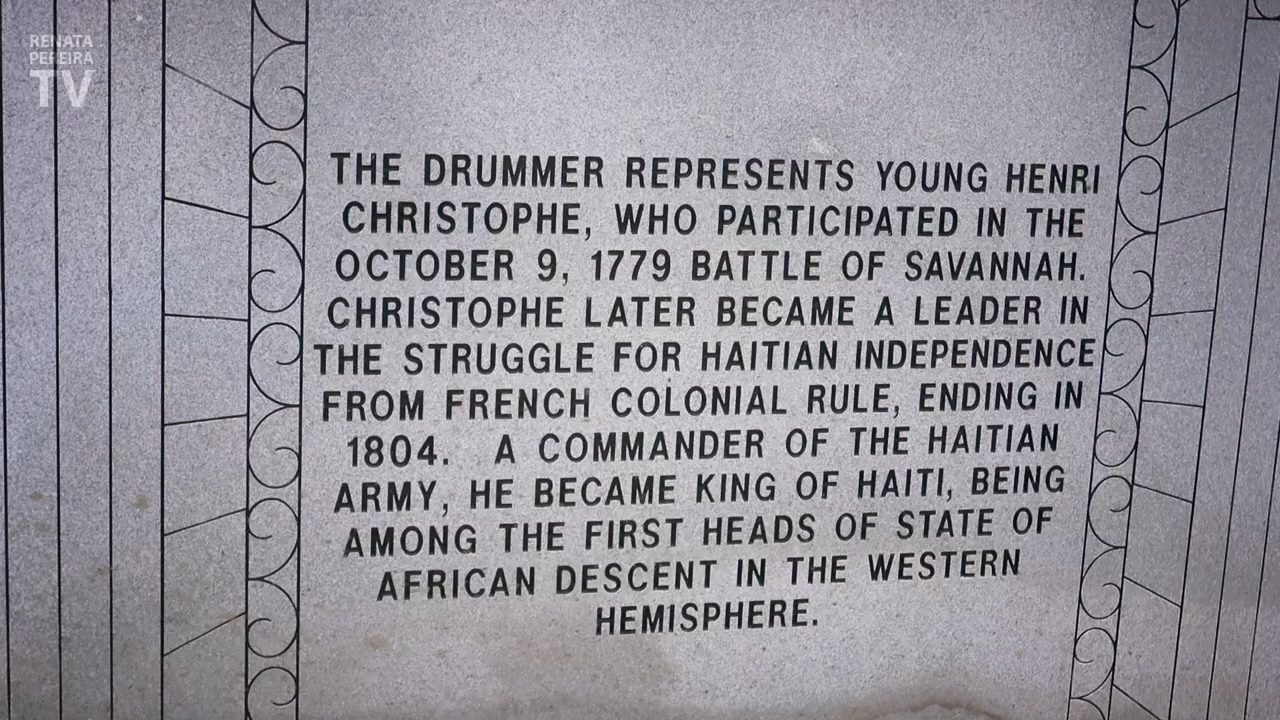 RENATA
PEREIRA
TV
THE DRUMMER REPRESENTS YOUNG HENRI
CHRISTOPHE, WHO PARTICIPATED IN THE
OCTOBER 9, 1779 BATTLE OF SAVANNAH.
CHRISTOPHE LATER BECAME A LEADER IN
THE STRUGGLE FOR HAITIAN INDEPENDENCE
FROM FRENCH COLONIAL RULE, ENDING IN
1804. A COMMANDER OF THE HAITIAN
ARMY, HE BECAME KING OF HAITI, BEING
AMONG THE FIRST HEADS OF STATE OF
AFRICAN DESCENT IN THE WESTERN
HEMISPHERE.